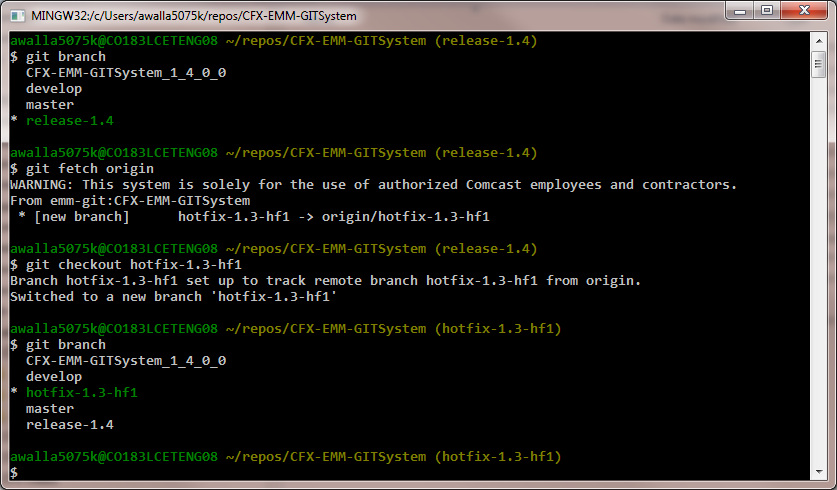 MINGW32:/c/Users/awalla5075k/repos/CFX-EMM-GITSystem
awalla5075k@CO183LCETENG08 ~/repos/CFX-EMM-GITSystem (release-1.4)
$ git branch
  CFX-EMM-GITSystem_1_4_0_0
  develop
  master
* release-1.4
awalla5075k@CO183LCETENG08 ~/repos/CFX-EMM-GITSystem (release-1.4)
$ git fetch origin
WARNING: This system is solely for the use of authorized Comcast employees and contractors.
From emm-git:CFX-EMM-GITSystem
 * [new branch]      hotfix-1.3-hf1 -> origin/hotfix-1.3-hf1
awalla5075k@CO183LCETENG08 ~/repos/CFX-EMM-GITSystem (release-1.4)
$ git checkout hotfix-1.3-hf1
Branch hotfix-1.3-hf1 set up to track remote branch hotfix-1.3-hf1 from origin.
Switched to a new branch 'hotfix-1.3-hf1'
awalla5075k@CO183LCETENG08 ~/repos/CFX-EMM-GITSystem (hotfix-1.3-hf1)
$ git branch
  CFX-EMM-GITSystem_1_4_0_0
  develop
* hotfix-1.3-hf1
  master
  release-1.4
awalla5075k@CO183LCETENG08 ~/repos/CFX-EMM-GITSystem (hotfix-1.3-hf1)
$